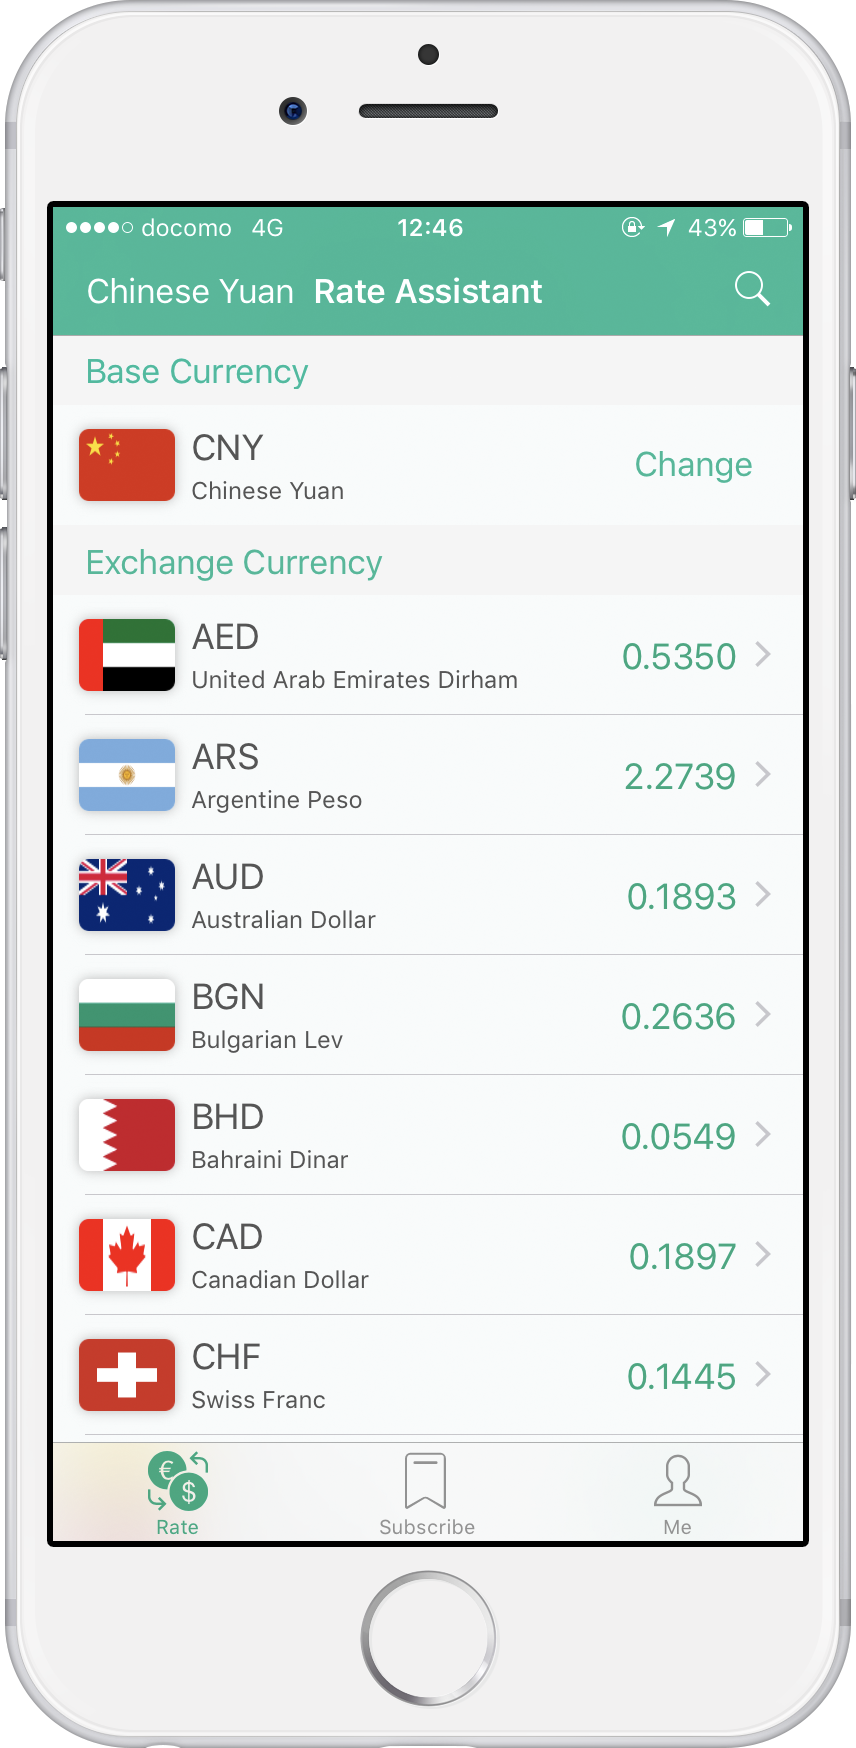 docomo 4G 12:46 43%
Chinese Yuan Rate Assistant
Base Currency
CNY
Chinese Yuan
Change
Exchange Currency
AED
United Arab Emirates Dirham
0.5350
ARS
Argentine Peso
2.2739
AUD
Australian Dollar
0.1893
BGN
Bulgarian Lev
0.2636
BHD
Bahraini Dinar
0.0549
CAD
Canadian Dollar
0.1897
CHF
Swiss Franc
0.1445
€ $
Rate
Subscribe
Me